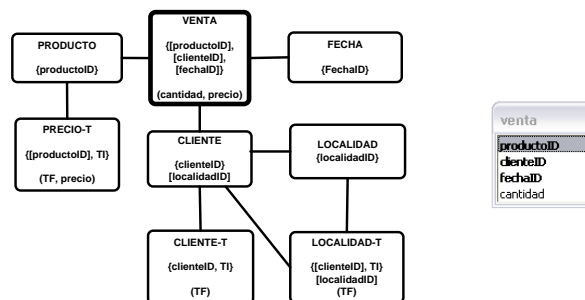 VENTA
{[productoID],
[clienteID],
[fechaID]}
(cantidad, precio)
PRODUCTO
{productoID}
FECHA
{FechaID}
PRECIO-T
{[productoID], TI}
(TF, precio)
CLIENTE
{clienteID}
[localidadID]
LOCALIDAD
{localidadID}
CLIENTE-T
{clienteID, TI}
(TF)
LOCALIDAD-T
{[clienteID], TI}
[localidadID]
(TF)
venta
productoID
clienteID
fechaID
cantidad